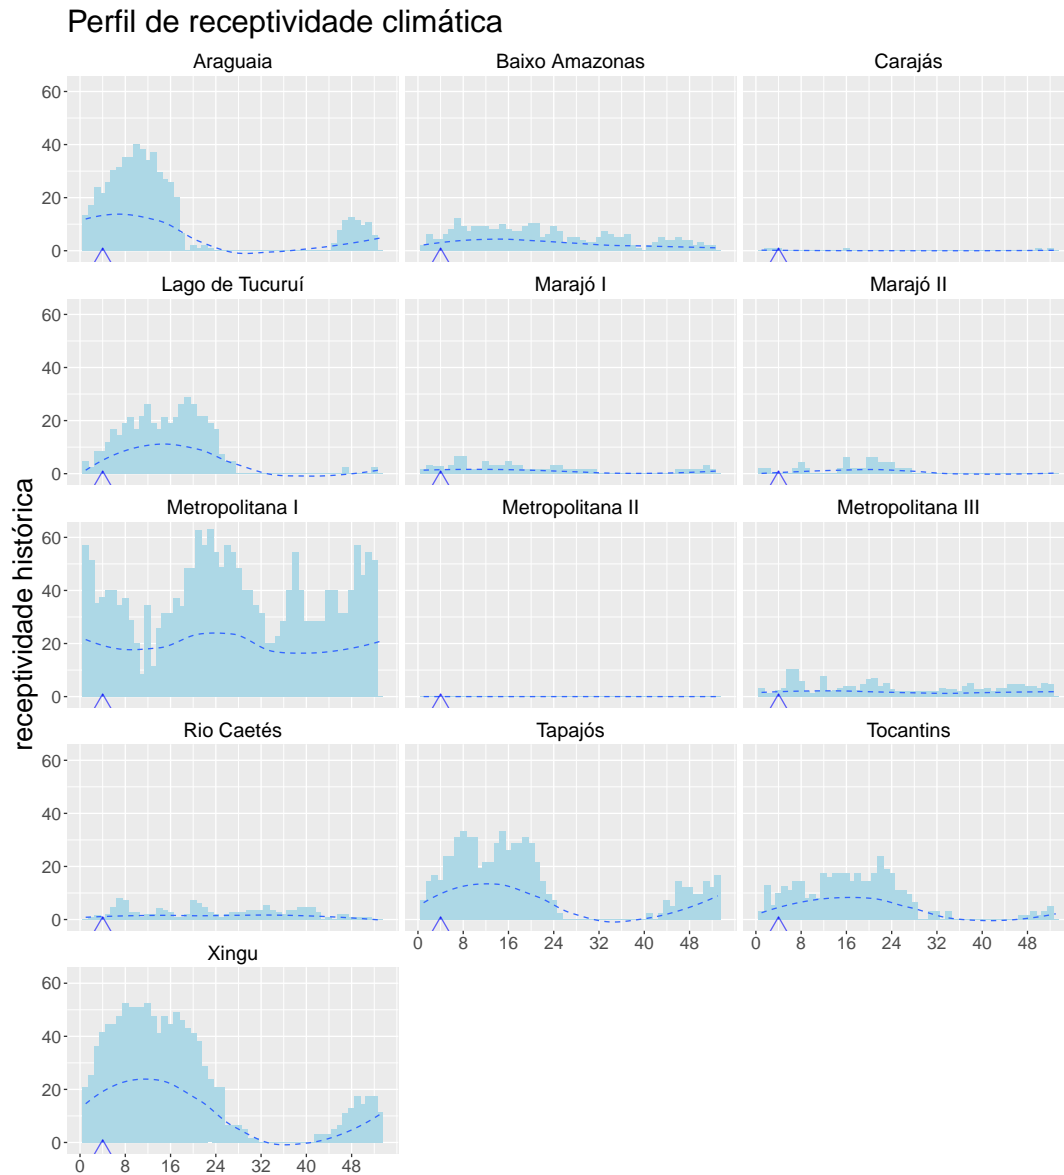 Perfil de receptividade climática
Araguaia
Baixo Amazonas
Carajás
60
40
20
0
Lago de Tucuruí
Marajó I
Marajó II
60
40
20
0
receptividade histórica
Metropolitana I
Metropolitana II
Metropolitana III
60
40
20
0
Rio Caetés
Tapajós
Tocantins
60
40
20
0
0 8 16 24 32 40 48
0 8 16 24 32 40 48
Xingu
60
40
20
0
0 8 16 24 32 40 48